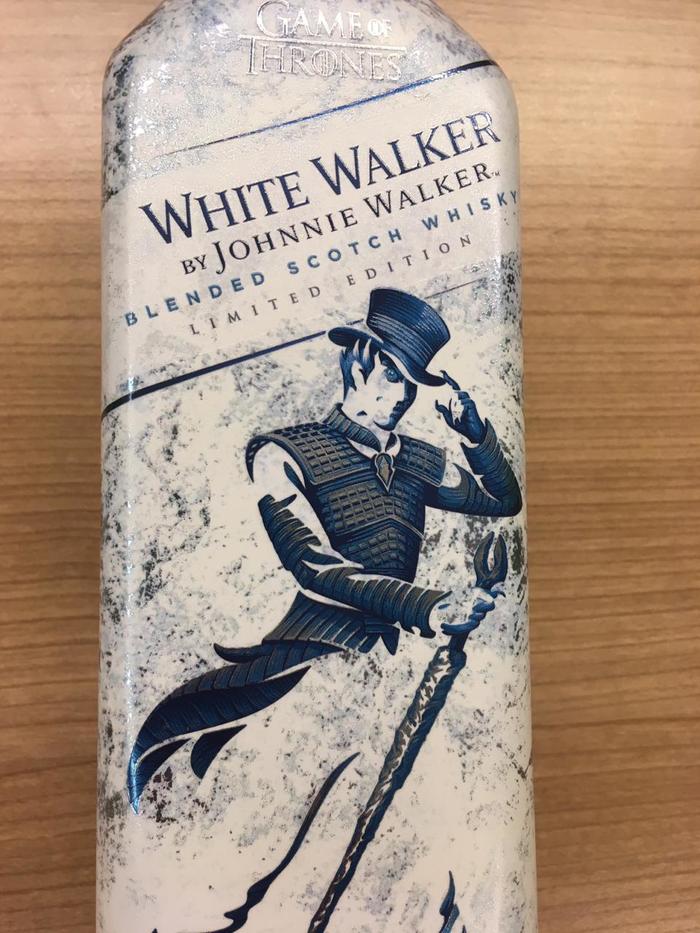 GAME OF
THRONES
WHITE WALKER
BY JOHNNIE WALKER™
BLENDED SCOTCH WHISKY
LIMITED EDITION